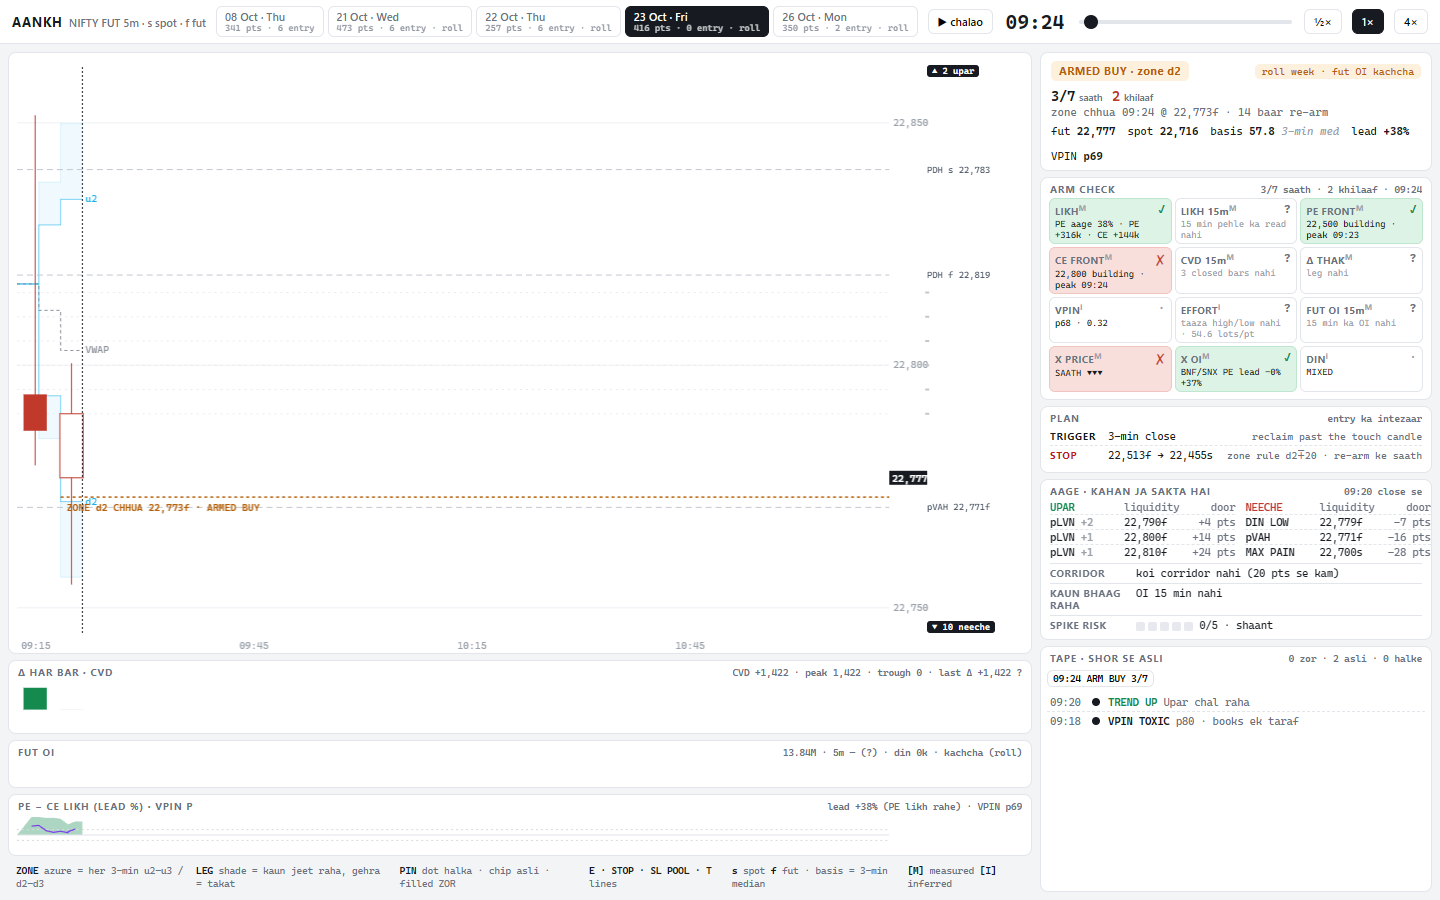 AANKH NIFTY FUT 5m · s spot · f fut
08 Oct · Thu
341 pts · 6 entry
21 Oct · Wed
473 pts · 6 entry · roll
22 Oct · Thu
257 pts · 6 entry · roll
23 Oct · Fri
416 pts · 0 entry · roll
26 Oct · Mon
350 pts · 2 entry · roll
▶ chalao
09:24
½×
1×
4×
▲ 2 upar
22,850
PDH s 22,783
u2
PDH f 22,819
VWAP
22,800
22,777
d2
ZONE d2 CHHUA 22,773f · ARMED BUY
pVAH 22,771f
22,750
▼ 10 neeche
09:15
09:45
10:15
10:45
Δ HAR BAR · CVD
CVD +1,422 · peak 1,422 · trough 0 · last Δ +1,422 ?
FUT OI
13.84M · 5m — (?) · din 0k · kachcha (roll)
PE − CE LIKH (LEAD %) · VPIN P
lead +38% (PE likh rahe) · VPIN p69
ZONE azure = her 3-min u2-u3 /
d2-d3
LEG shade = kaun jeet raha, gehra
= takat
PIN dot halka · chip asli ·
filled ZOR
E · STOP · SL POOL · T
lines
s spot f fut · basis = 3-min
median
[M] measured [I]
inferred
ARMED BUY · zone d2
roll week · fut OI kachcha
3/7 saath 2 khilaaf
zone chhua 09:24 @ 22,773f · 14 baar re-arm
fut 22,777 spot 22,716 basis 57.8 3-min med lead +38%
VPIN p69
ARM CHECK
3/7 saath · 2 khilaaf · 09:24
LIKH M ✓
PE aage 38% · PE
+316k · CE +144k
LIKH 15m M ?
15 min pehle ka read
nahi
PE FRONT M ✓
22,500 building ·
peak 09:23
CE FRONT M ✗
22,800 building ·
peak 09:24
CVD 15m M ?
3 closed bars nahi
Δ THAK M ?
leg nahi
VPIN I ·
p68 · 0.32
EFFORT I ?
taaza high/low nahi
· 54.6 lots/pt
FUT OI 15m M ?
15 min ka OI nahi
X PRICE M ✗
SAATH ▼▼▼
X OI M ✓
BNF/SNX PE lead −0%
+37%
DIN I ·
MIXED
PLAN
entry ka intezaar
TRIGGER 3-min close reclaim past the touch candle
STOP 22,513f → 22,455s zone rule d2∓20 · re-arm ke saath
AAGE · KAHAN JA SAKTA HAI
09:20 close se
UPAR liquidity door NEECHE liquidity door
pLVN +2 22,790f +4 pts DIN LOW 22,779f −7 pts
pLVN +1 22,800f +14 pts pVAH 22,771f −16 pts
pLVN +1 22,810f +24 pts MAX PAIN 22,700s −28 pts
CORRIDOR koi corridor nahi (20 pts se kam)
KAUN BHAAG
RAHA
OI 15 min nahi
SPIKE RISK 0/5 · shaant
TAPE · SHOR SE ASLI
0 zor · 2 asli · 0 halke
09:24 ARM BUY 3/7
09:20 ● TREND UP Upar chal raha
09:18 ● VPIN TOXIC p80 · books ek taraf